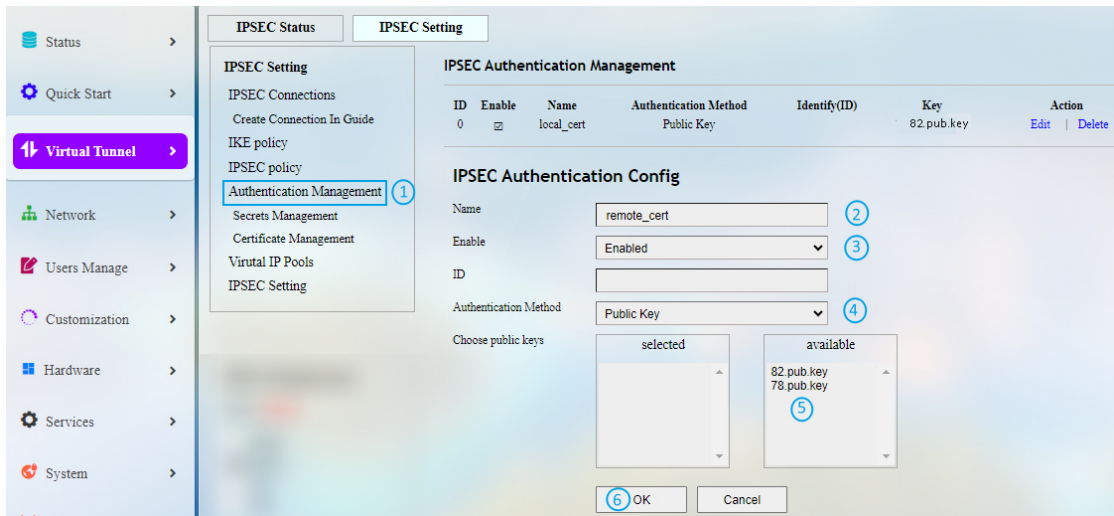 Status
Quick Start
Virtual Tunnel
Network
Users Manage
Customization
Hardware
Services
System
IPSEC Status
IPSEC Setting
IPSEC Setting
IPSEC Connections
Create Connection In Guide
IKE policy
IPSEC policy
Authentication Management 1
Secrets Management
Certificate Management
Virutal IP Pools
IPSEC Setting
IPSEC Authentication Management
ID Enable Name Authentication Method Identify(ID) Key Action
0 local_cert Public Key 82.pub.key Edit | Delete
IPSEC Authentication Config
Name remote_cert 2
Enable Enabled 3
ID
Authentication Method Public Key 4
Choose public keys selected available
82.pub.key
78.pub.key
5
6 OK Cancel